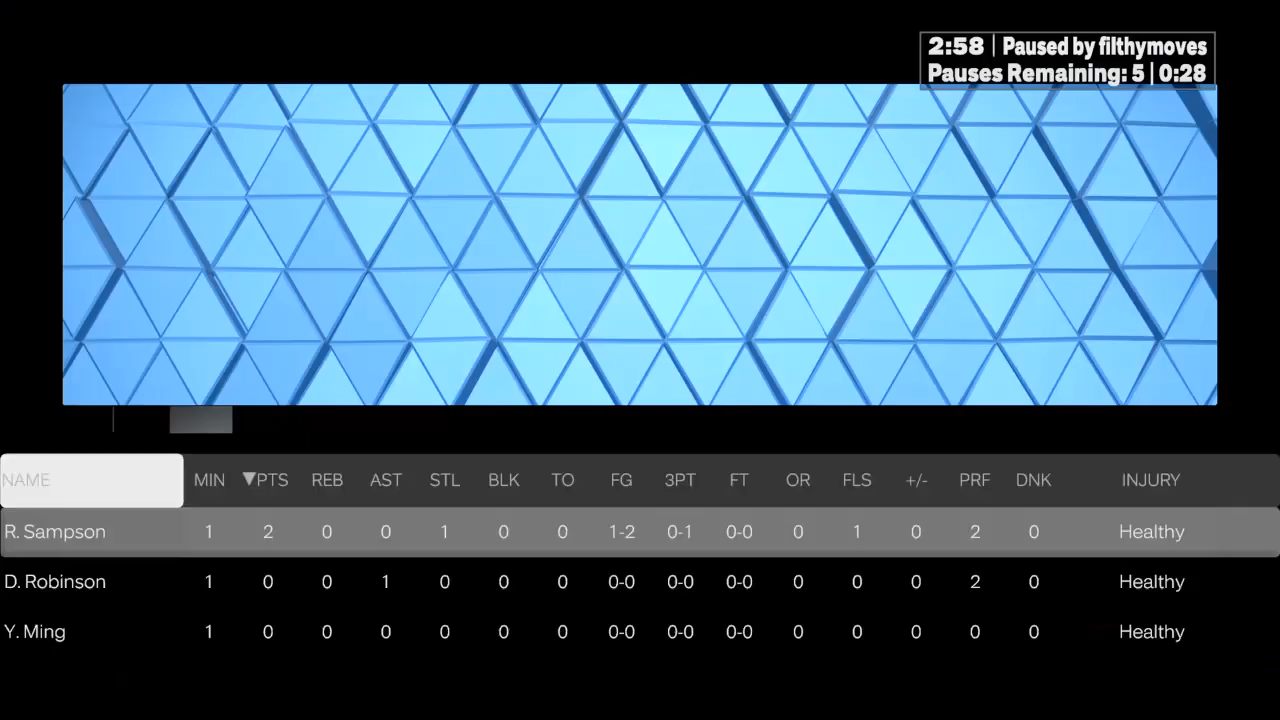 2:58 | Paused by filthymoves
Pauses Remaining: 5 | 0:28
NAME MIN ▼PTS REB AST STL BLK TO FG 3PT FT OR FLS +/- PRF DNK INJURY
R. Sampson 1 2 0 0 1 0 0 1-2 0-1 0-0 0 1 0 2 0 Healthy
D. Robinson 1 0 0 1 0 0 0 0-0 0-0 0-0 0 0 0 2 0 Healthy
Y. Ming 1 0 0 0 0 0 0 0-0 0-0 0-0 0 0 0 0 0 Healthy